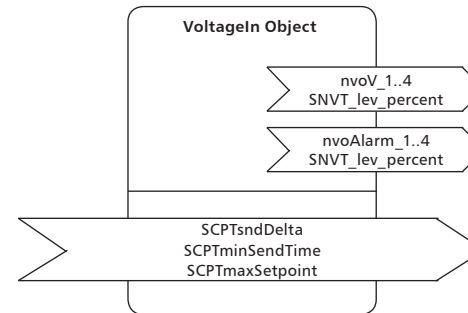 VoltageIn Object
nvoV_1..4
SNVT_lev_percent
nvoAlarm_1..4
SNVT_lev_percent
SCPTsndDelta
SCPTminSendTime
SCPTmaxSetpoint